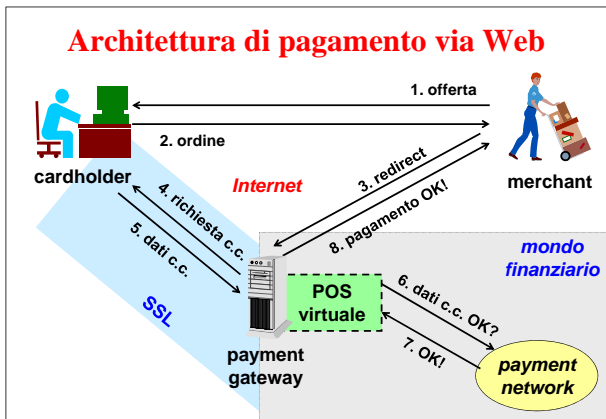 Architettura di pagamento via Web
1. offerta
2. ordine
cardholder
merchant
Internet
3. redirect
4. richiesta c.c.
8. pagamento OK!
5. dati c.c.
SSL
mondo
finanziario
POS
virtuale
6. dati c.c. OK?
7. OK!
payment
gateway
payment
network